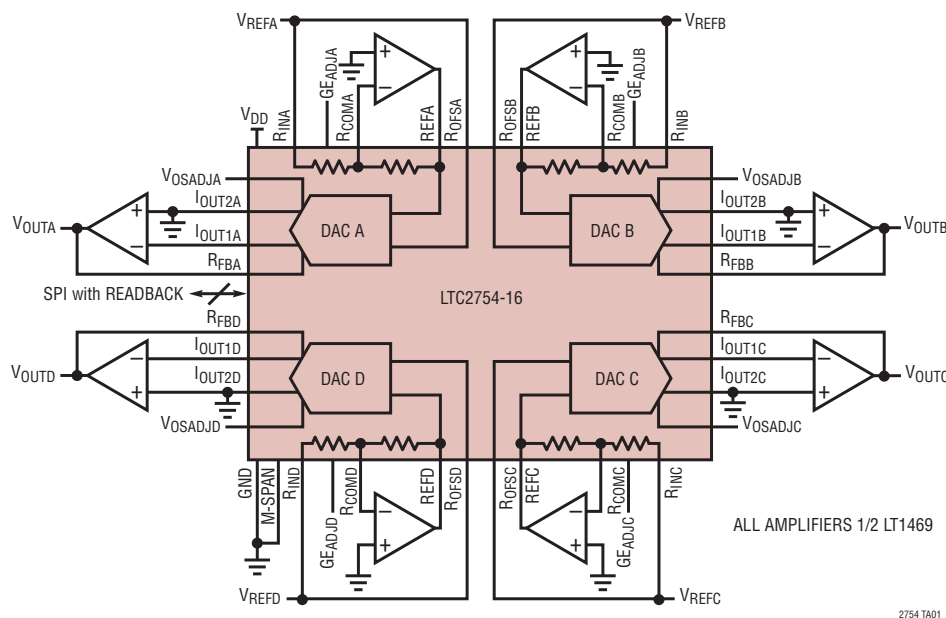 VREFA
VREFB
GEADJA
GEADJB
VDD
RINA
RCOMA
REFA
ROFSA
ROFSB
REFB
RCOMB
RINB
+
−
+
−
VOSADJA
VOSADJB
IOUT2A
IOUT2B
VOUTA
+
−
DAC A
DAC B
+
−
VOUTB
IOUT1A
IOUT1B
RFBA
RFBB
SPI with READBACK
LTC2754-16
RFBD
RFBC
IOUT1D
IOUT1C
VOUTD
−
+
DAC D
DAC C
−
+
VOUTC
IOUT2D
IOUT2C
VOSADJD
VOSADJC
GND
M-SPAN
RIND
GEADJD
RCOMD
REFD
ROFSD
ROFSC
REFC
RCOMC
GEADJC
RINC
−
+
−
+
ALL AMPLIFIERS 1/2 LT1469
VREFD
VREFC
2754 TA01